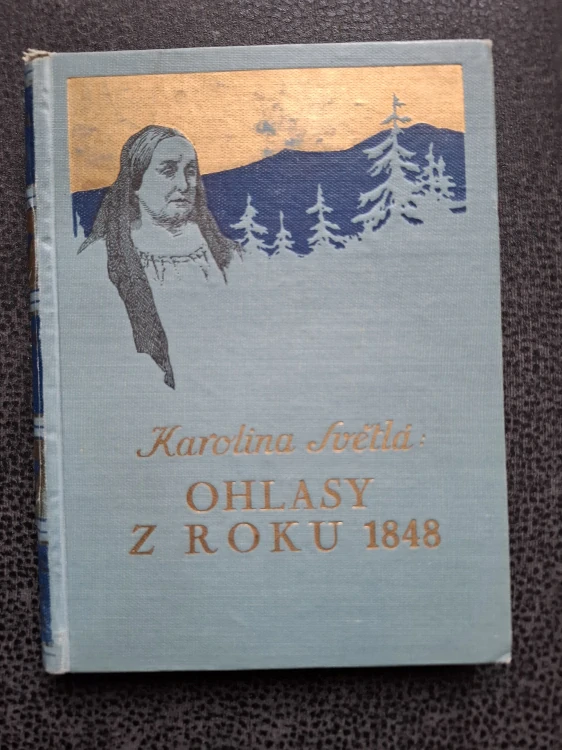 Karolina Světlá:
OHLASY
Z ROKU 1848